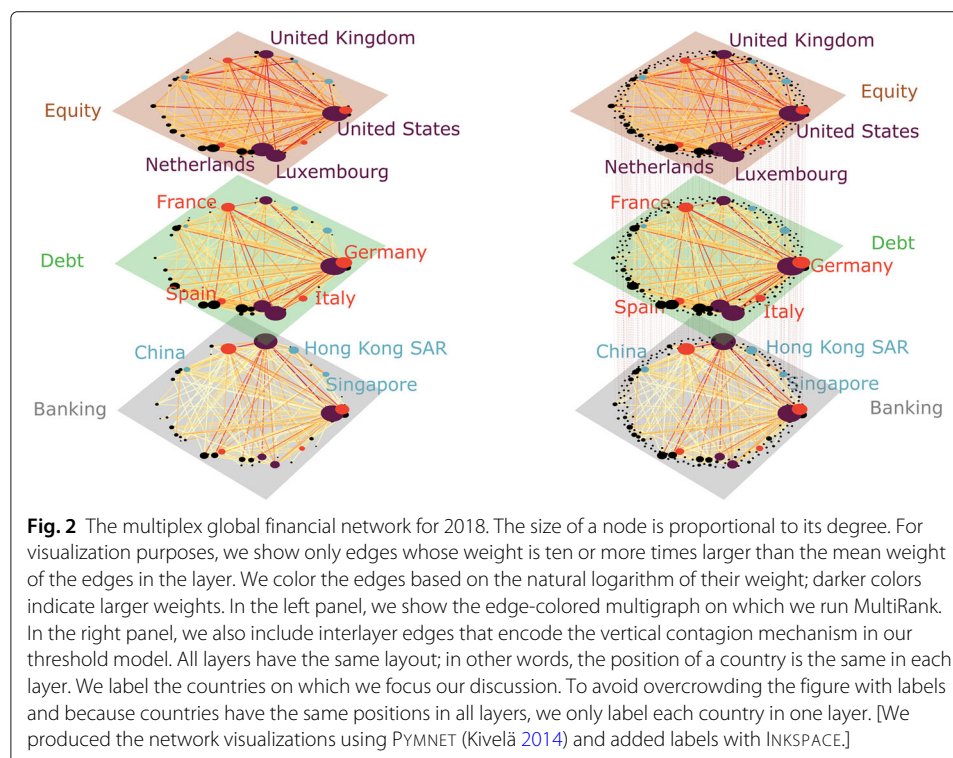 United Kingdom
Equity
United States
Netherlands
Luxembourg
France
Debt
Germany
Spain
Italy
China
Hong Kong SAR
Singapore
Banking
United Kingdom
Equity
United States
Netherlands
Luxembourg
France
Debt
Germany
Spain
Italy
China
Hong Kong SAR
Singapore
Banking
Fig. 2 The multiplex global financial network for 2018. The size of a node is proportional to its degree. For
visualization purposes, we show only edges whose weight is ten or more times larger than the mean weight
of the edges in the layer. We color the edges based on the natural logarithm of their weight; darker colors
indicate larger weights. In the left panel, we show the edge-colored multigraph on which we run MultiRank.
In the right panel, we also include interlayer edges that encode the vertical contagion mechanism in our
threshold model. All layers have the same layout; in other words, the position of a country is the same in each
layer. We label the countries on which we focus our discussion. To avoid overcrowding the figure with labels
and because countries have the same positions in all layers, we only label each country in one layer. [We
produced the network visualizations using PYMNET (Kivelä 2014) and added labels with INKSPACE.]